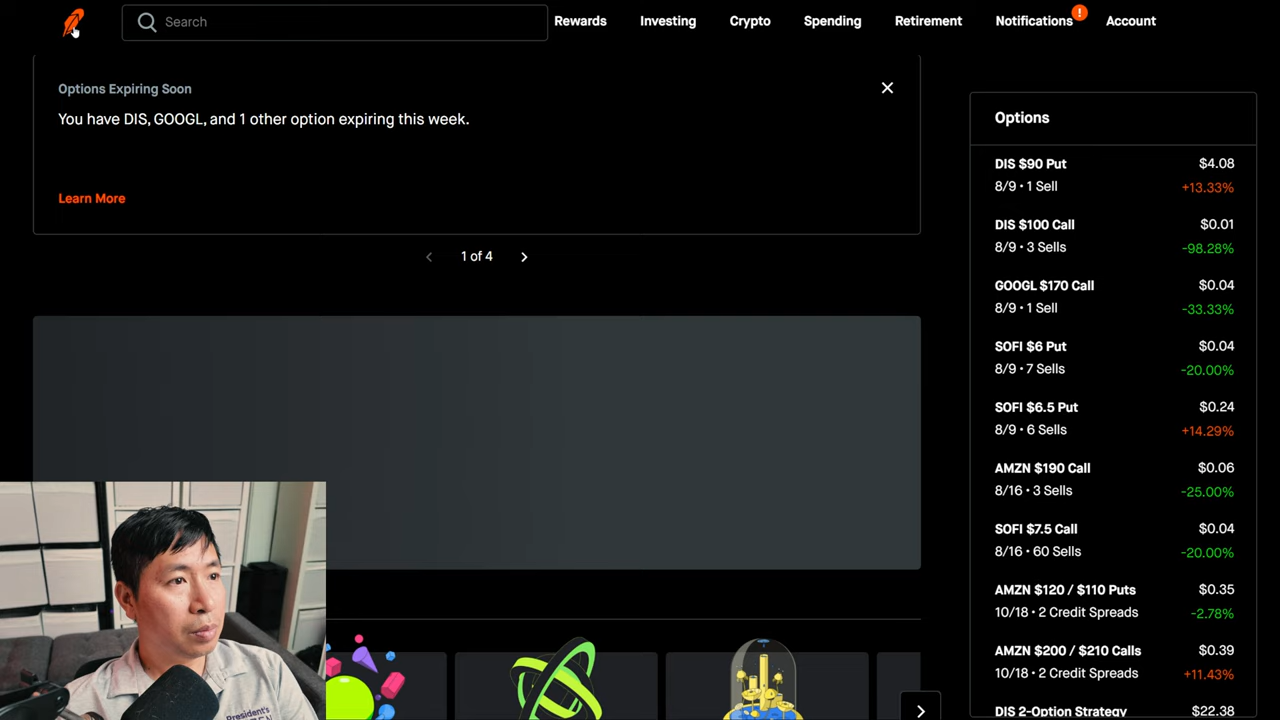 Search
Rewards
Investing
Crypto
Spending
Retirement
Notifications
!
Account
Options Expiring Soon
You have DIS, GOOGL, and 1 other option expiring this week.
Learn More
1 of 4
Options
DIS $90 Put $4.08
8/9 • 1 Sell +13.33%
DIS $100 Call $0.01
8/9 • 3 Sells -98.28%
GOOGL $170 Call $0.04
8/9 • 1 Sell -33.33%
SOFI $6 Put $0.04
8/9 • 7 Sells -20.00%
SOFI $6.5 Put $0.24
8/9 • 6 Sells +14.29%
AMZN $190 Call $0.06
8/16 • 3 Sells -25.00%
SOFI $7.5 Call $0.04
8/16 • 60 Sells -20.00%
AMZN $120 / $110 Puts $0.35
10/18 • 2 Credit Spreads -2.78%
AMZN $200 / $210 Calls $0.39
10/18 • 2 Credit Spreads +11.43%
DIS 2-Option Strategy $22.38
President's